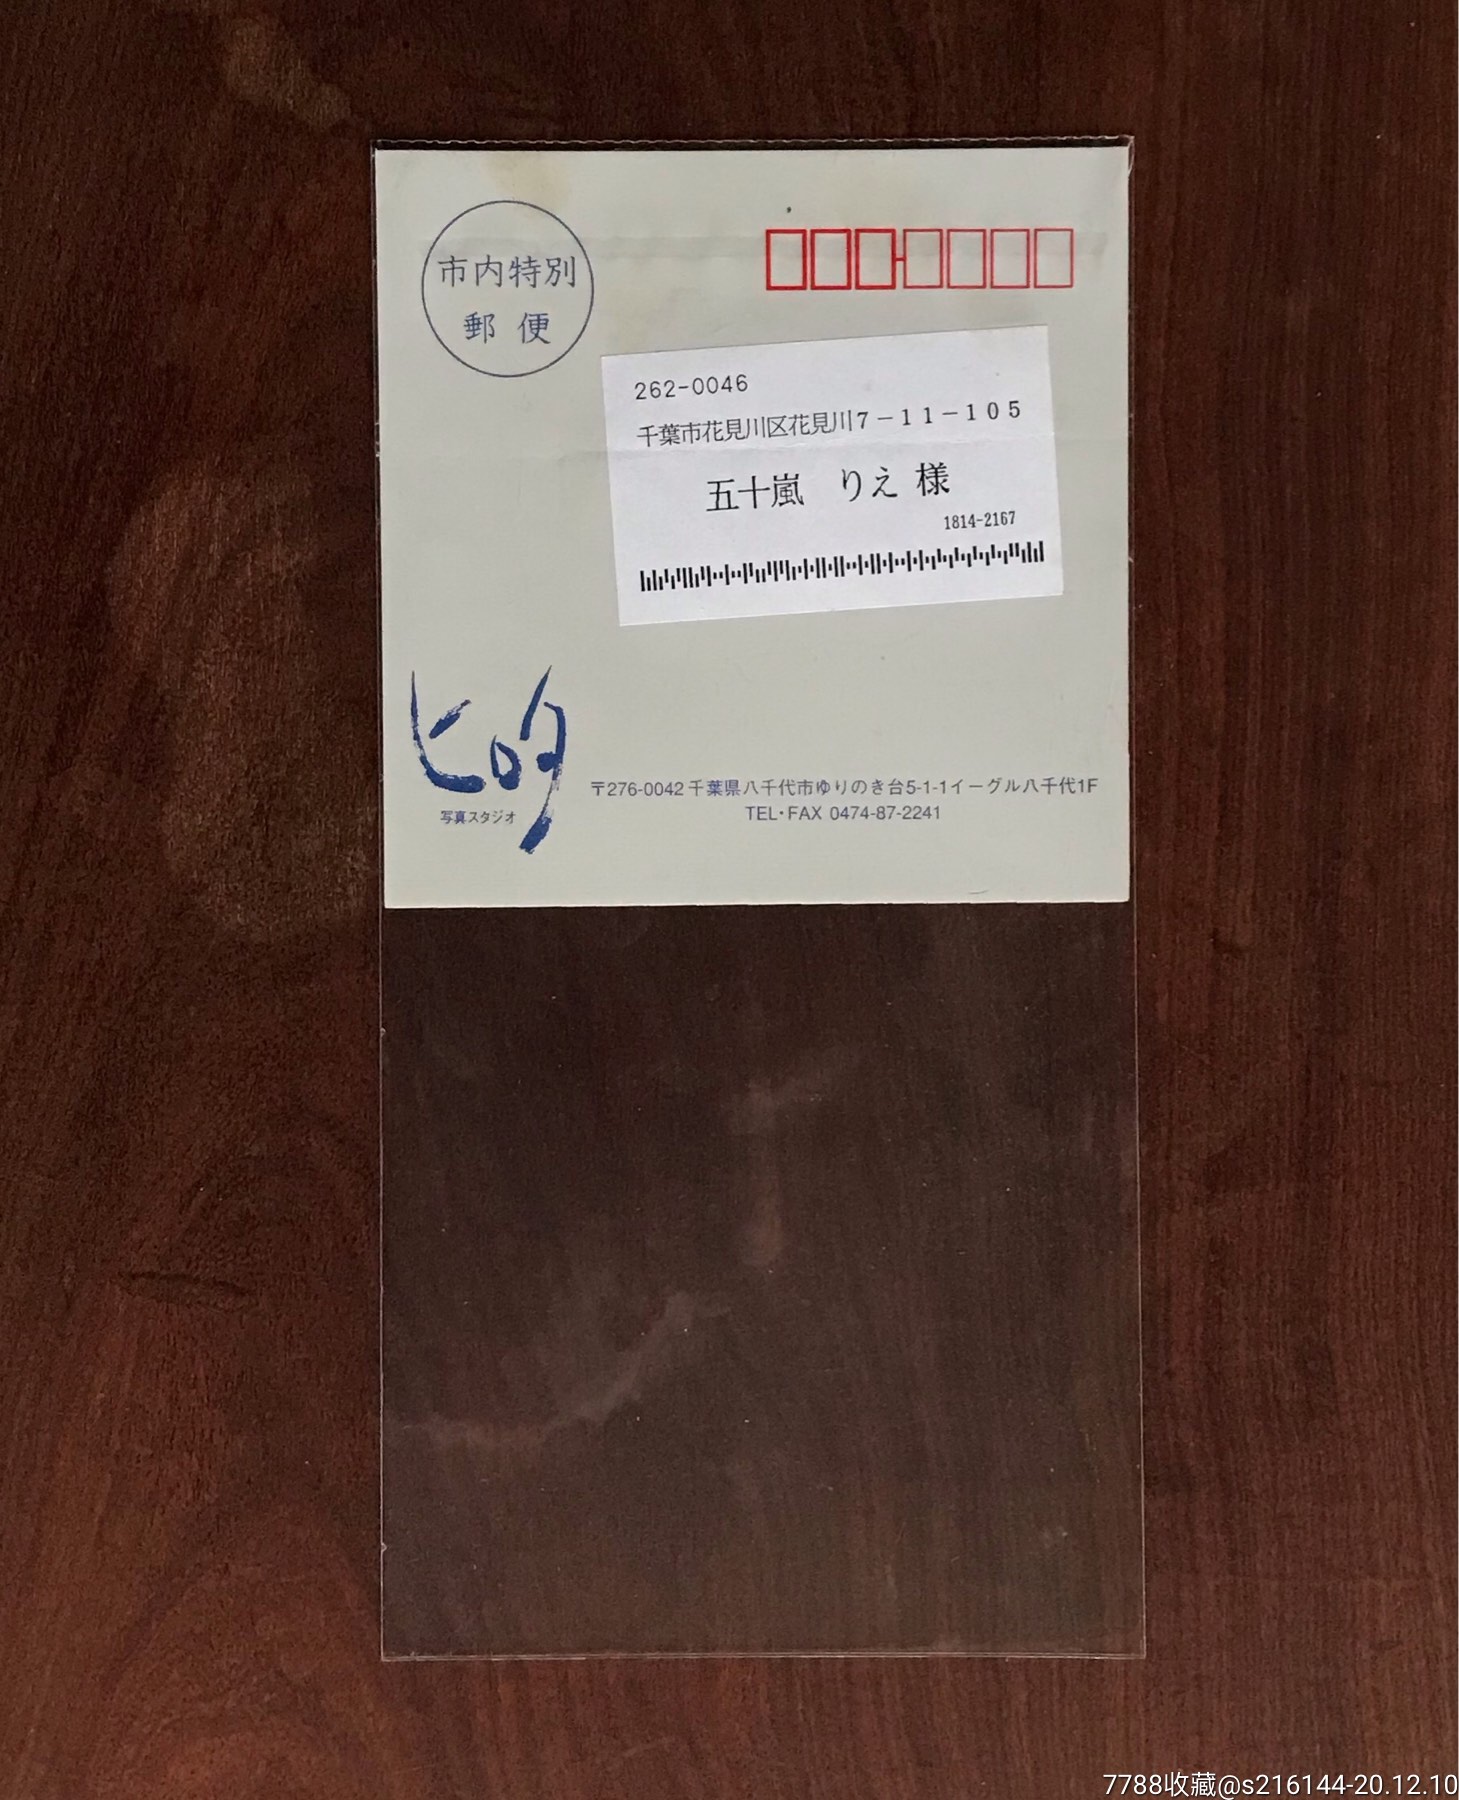 市内特別
郵便
262-0046
千葉市花見川区花見川7－11－105
五十嵐　りえ 様
1814-2167
ヒロタ
写真スタジオ
〒276-0042 千葉県八千代市ゆりのき台5-1-1イーグル八千代1F
TEL･FAX 0474-87-2241
7788收藏@s216144-20.12.10